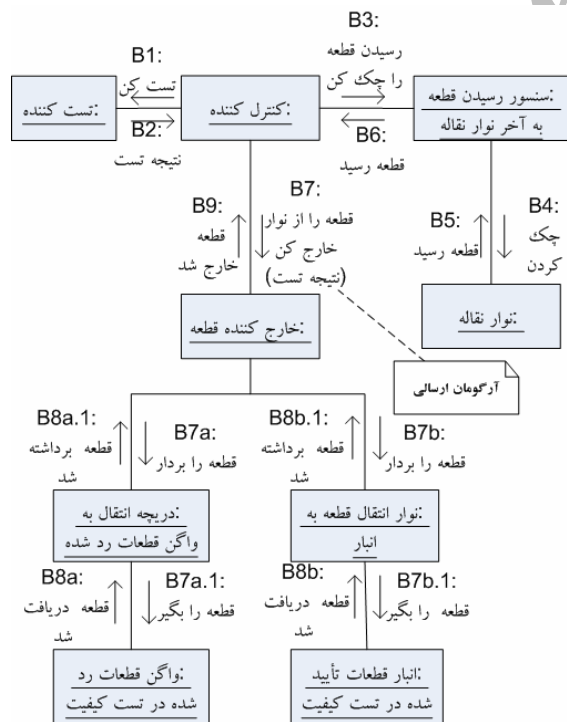 B3:
رسیدن قطعه
را چک کن
B1:
تست کن
تست کننده:
کنترل کننده:
سنسور رسیدن قطعه:
به آخر نوار نقاله
B2:
نتیجه تست
B6:
قطعه رسید
B7:
قطعه را از نوار
خارج کن
(نتیجه تست)
B9:
قطعه
خارج شد
B4:
چک
کردن
B5:
قطعه رسید
خارج کننده قطعه:
نوار نقاله:
آرگومان ارسالی
B8a.1:
قطعه برداشته
شد
B7a:
قطعه را بردار
B8b.1:
قطعه برداشته
شد
B7b:
قطعه را بردار
دریچه انتقال به:
واگن قطعات رد شده
نوار انتقال قطعه به:
انبار
B8a:
قطعه دریافت
شد
B7a.1:
قطعه را بگیر
B8b:
قطعه دریافت
شد
B7b.1:
قطعه را بگیر
واگن قطعات رد:
شده در تست کیفیت
انبار قطعات تأیید:
شده در تست کیفیت